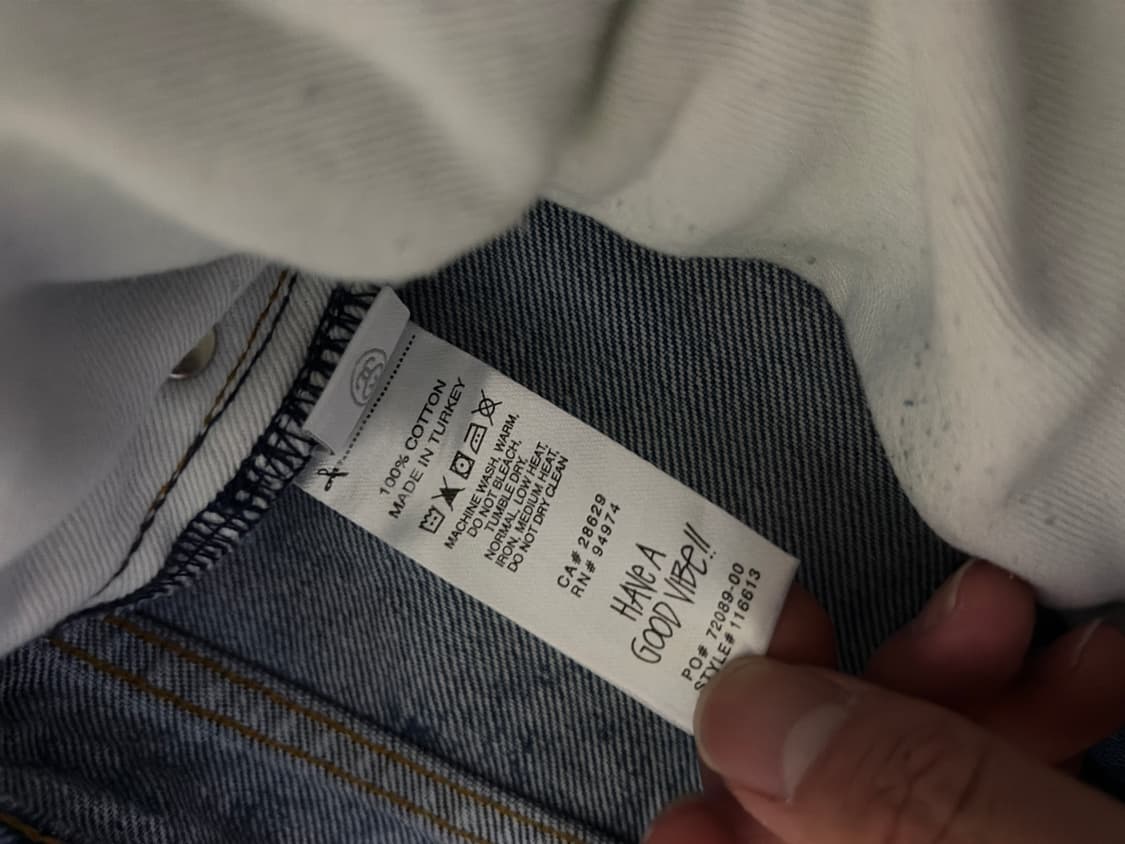 100% COTTON
MADE IN TURKEY
MACHINE WASH, WARM,
DO NOT BLEACH,
TUMBLE DRY,
NORMAL, LOW HEAT,
IRON, MEDIUM HEAT,
DO NOT DRY CLEAN
CA# 28629
RN# 94974
HAVE A
GOOD VIBE!!
PO# 72089-00
STYLE# 116613